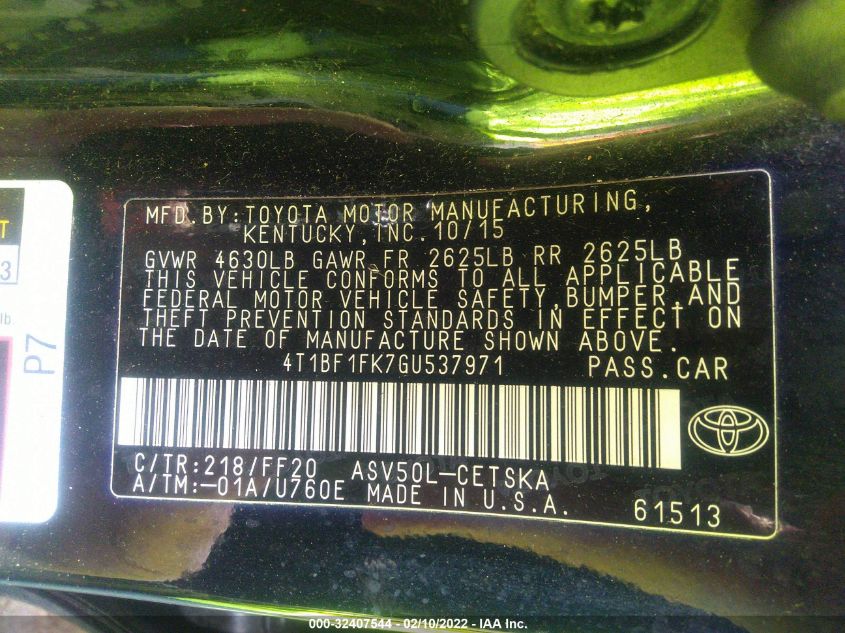 MFD.BY:TOYOTA MOTOR MANUFACTURING,
KENTUCKY,INC.10/15
GVWR 4630LB GAWR FR 2625LB RR 2625LB
THIS VEHICLE CONFORMS TO ALL APPLICABLE
FEDERAL MOTOR VEHICLE SAFETY,BUMPER,AND
THEFT PREVENTION STANDARDS IN EFFECT ON
THE DATE OF MANUFACTURE SHOWN ABOVE.
4T1BF1FK7GU537971 PASS.CAR
C/TR:218/FF20 ASV50L-CETSKA
A/TM:-01A/U760E MADE IN U.S.A.
61513
T
3
lb
P7
000-32407544 — 02/10/2022 — IAA Inc.